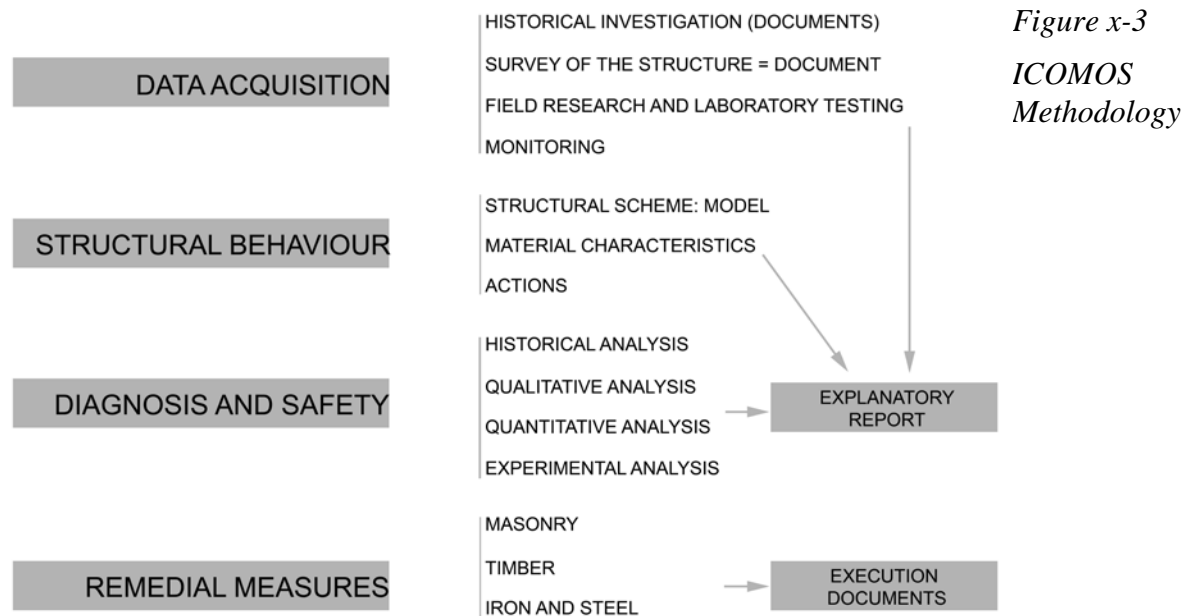 HISTORICAL INVESTIGATION (DOCUMENTS)
DATA ACQUISITION
SURVEY OF THE STRUCTURE = DOCUMENT
FIELD RESEARCH AND LABORATORY TESTING
MONITORING
Figure x-3
ICOMOS
Methodology
STRUCTURAL BEHAVIOUR
STRUCTURAL SCHEME: MODEL
MATERIAL CHARACTERISTICS
ACTIONS
DIAGNOSIS AND SAFETY
HISTORICAL ANALYSIS
QUALITATIVE ANALYSIS
QUANTITATIVE ANALYSIS
EXPERIMENTAL ANALYSIS
EXPLANATORY
REPORT
REMEDIAL MEASURES
MASONRY
TIMBER
IRON AND STEEL
EXECUTION
DOCUMENTS